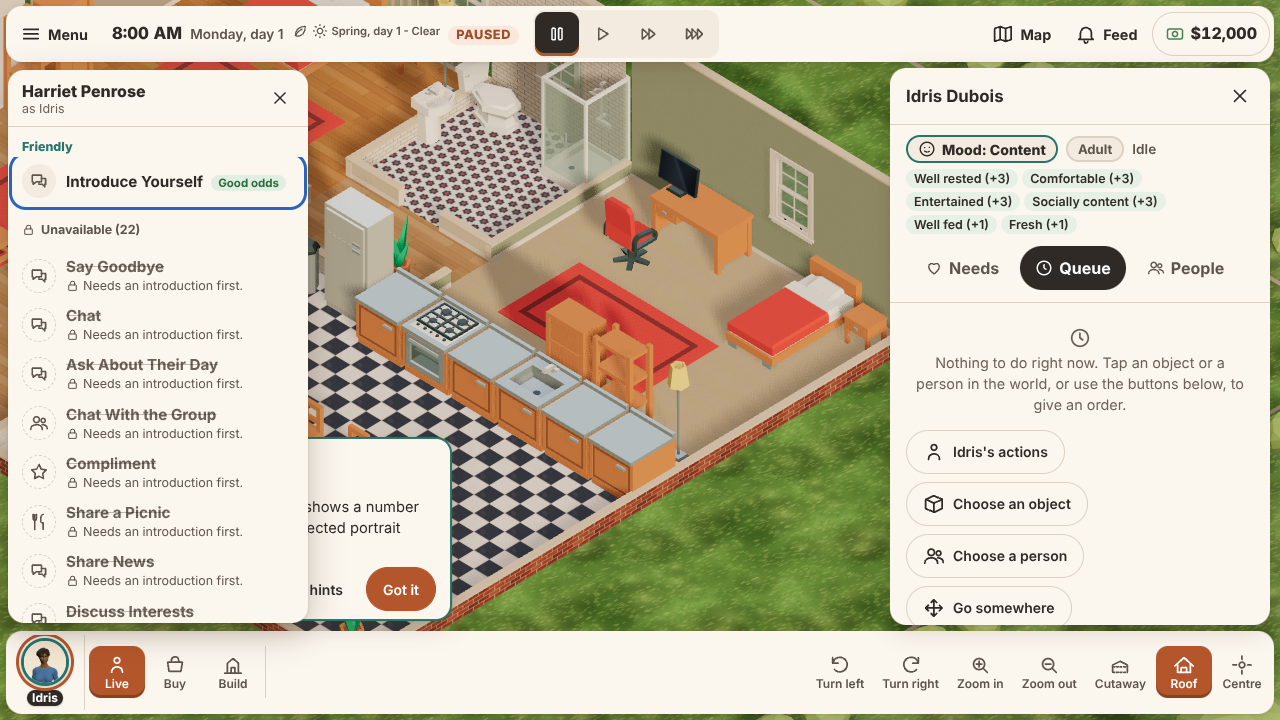 Menu
8:00 AM Monday, day 1 Spring, day 1 - Clear PAUSED
Map
Feed
$12,000
Harriet Penrose
as Idris
Friendly
Introduce Yourself Good odds
Unavailable (22)
Say Goodbye
Needs an introduction first.
Chat
Needs an introduction first.
Ask About Their Day
Needs an introduction first.
Chat With the Group
Needs an introduction first.
Compliment
Needs an introduction first.
Share a Picnic
Needs an introduction first.
Share News
Needs an introduction first.
Discuss Interests
shows a number
ected portrait
hints
Got it
Idris Dubois
Mood: Content Adult Idle
Well rested (+3) Comfortable (+3)
Entertained (+3) Socially content (+3)
Well fed (+1) Fresh (+1)
Needs Queue People
Nothing to do right now. Tap an object or a
person in the world, or use the buttons below, to
give an order.
Idris's actions
Choose an object
Choose a person
Go somewhere
Idris
Live Buy Build
Turn left Turn right Zoom in Zoom out Cutaway Roof Centre